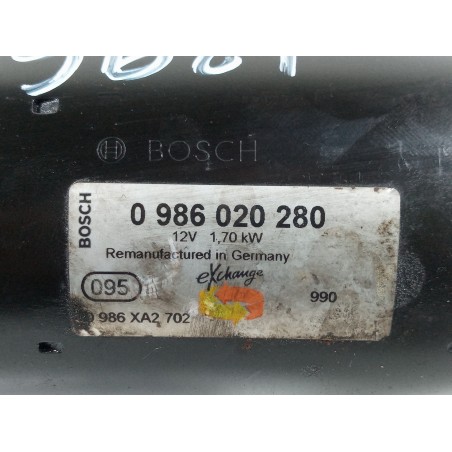 BOSCH
BOSCH
0 986 020 280
12V 1,70 kW
Remanufactured in Germany
eXchange
095
990
0 986 XA2 702